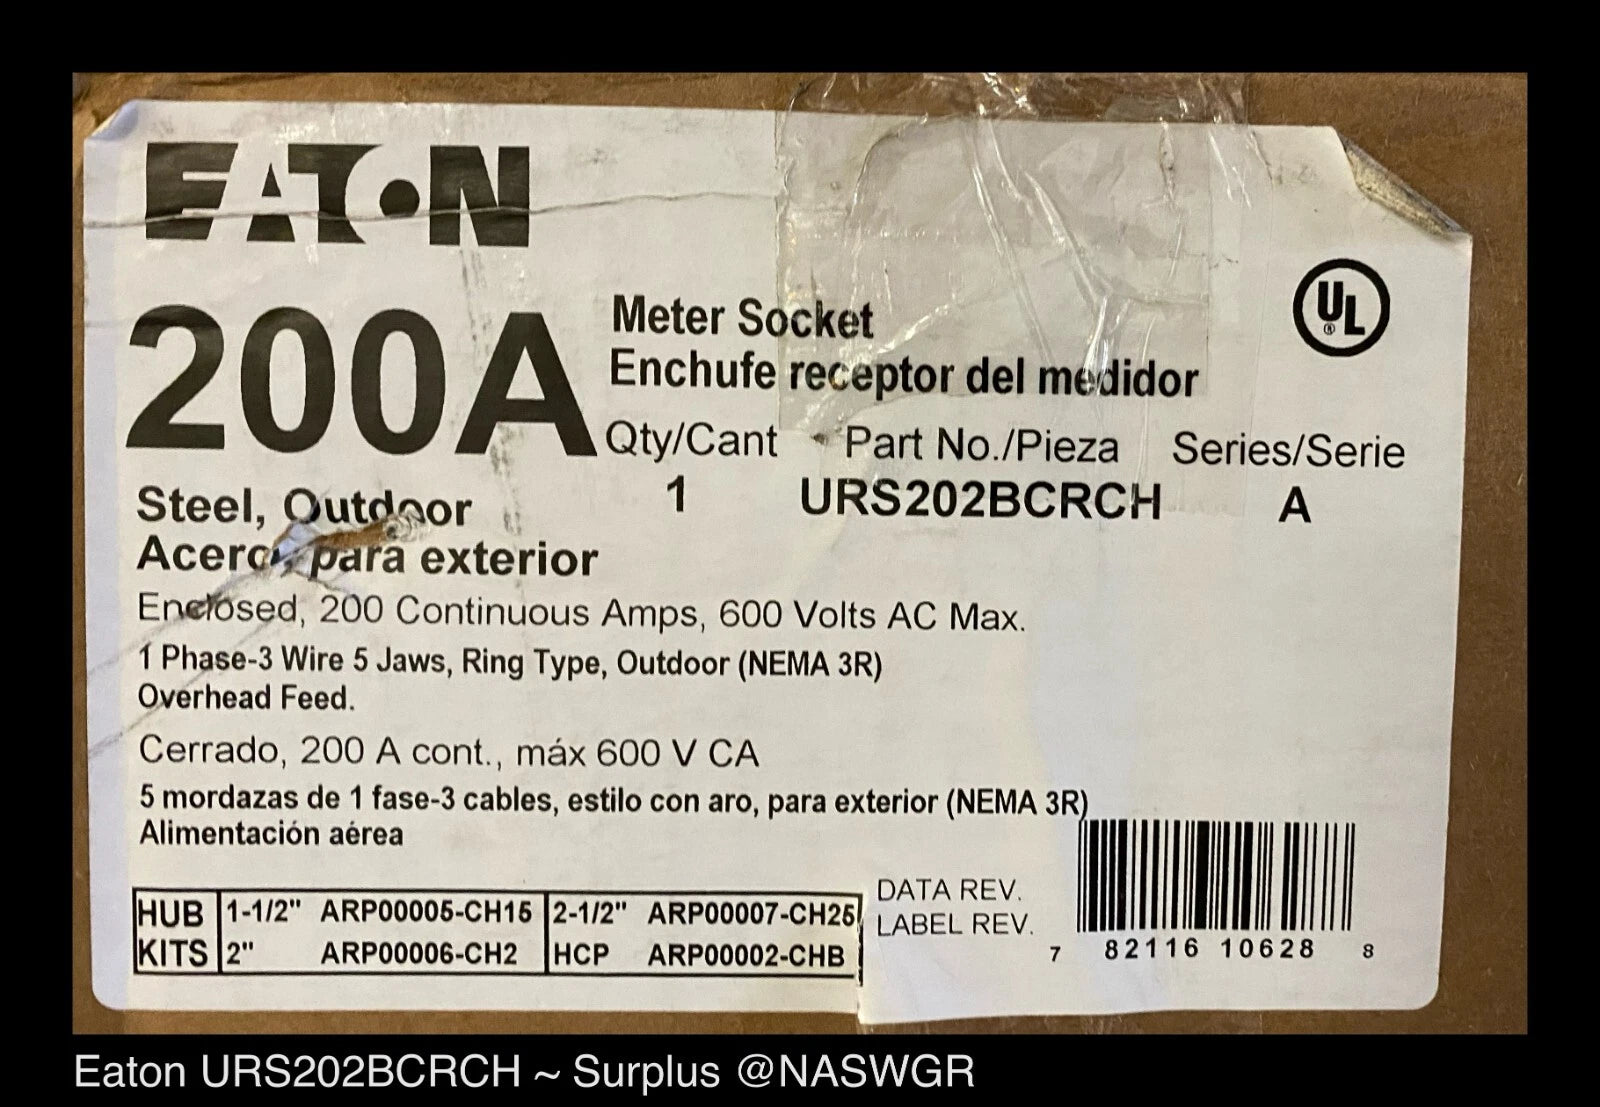 EATON
200A
Meter Socket
Enchufe receptor del medidor
UL
®
Qty/Cant Part No./Pieza Series/Serie
1 URS202BCRCH A
Steel, Outdoor
Acero, para exterior
Enclosed, 200 Continuous Amps, 600 Volts AC Max.
1 Phase-3 Wire 5 Jaws, Ring Type, Outdoor (NEMA 3R)
Overhead Feed.
Cerrado, 200 A cont., máx 600 V CA
5 mordazas de 1 fase-3 cables, estilo con aro, para exterior (NEMA 3R)
Alimentación aérea
HUB 1-1/2" ARP00005-CH15 2-1/2" ARP00007-CH25
KITS 2" ARP00006-CH2 HCP ARP00002-CHB
DATA REV.
LABEL REV.
7 82116 10628 8
Eaton URS202BCRCH ~ Surplus @NASWGR